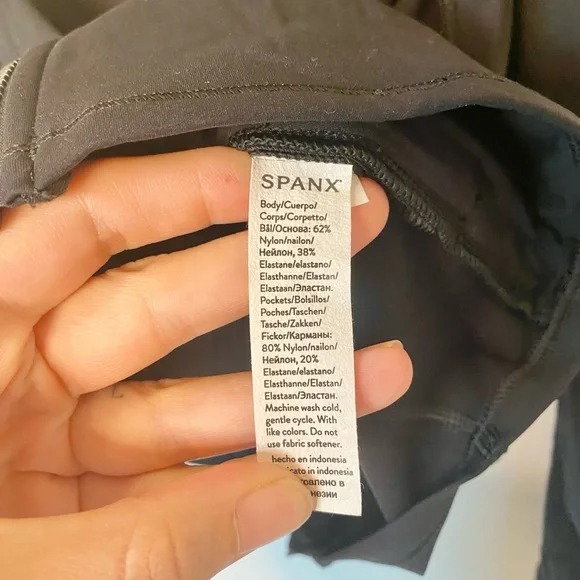 SPANX®
Body/Cuerpo/
Corps/Corpetto/
Bål/Основа: 62%
Nylon/nailon/
Нейлон, 38%
Elastane/elastano/
Elasthanne/Elastan/
Elastaan/Эластан.
Pockets/Bolsillos/
Poches/Taschen/
Tasche/Zakken/
Fickor/Карманы:
80% Nylon/nailon/
Нейлон, 20%
Elastane/elastano/
Elasthanne/Elastan/
Elastaan/Эластан.
Machine wash cold,
gentle cycle. With
like colors. Do not
use fabric softener.
hecho en indonesia
in indonesia
в